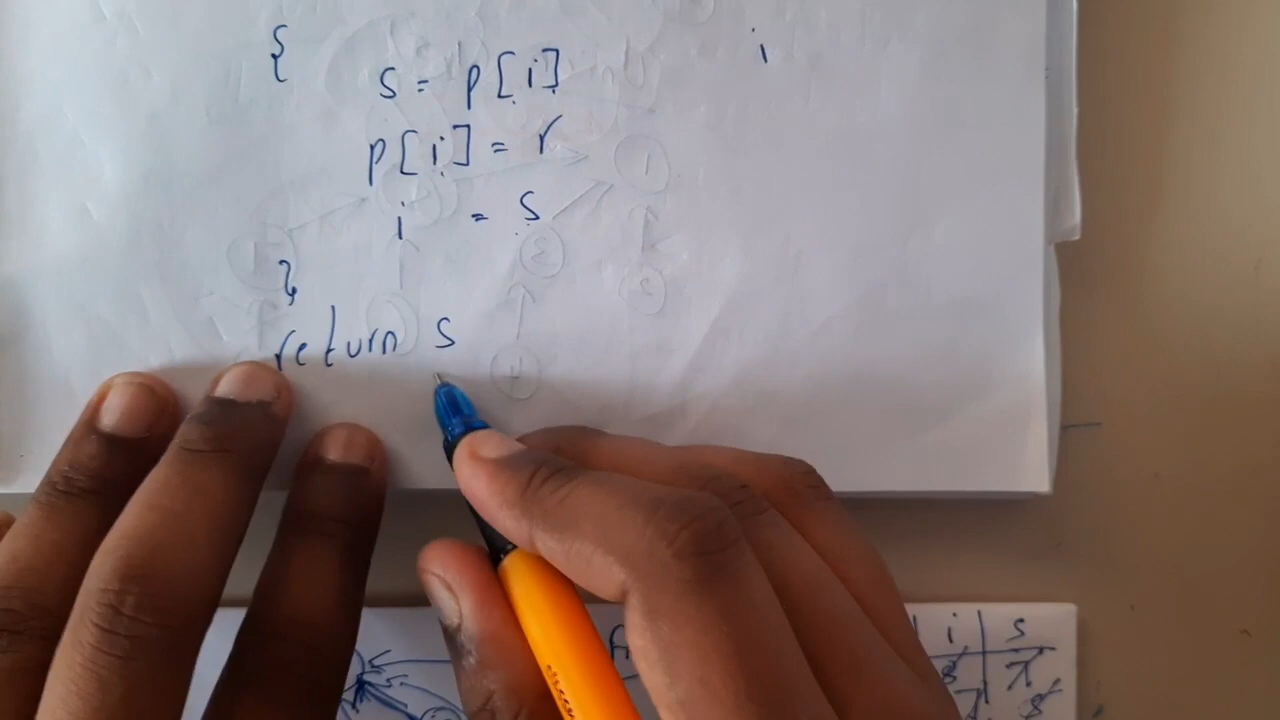 {
i
s = p[i]
p[i] = r
i = s
}
return s
i s